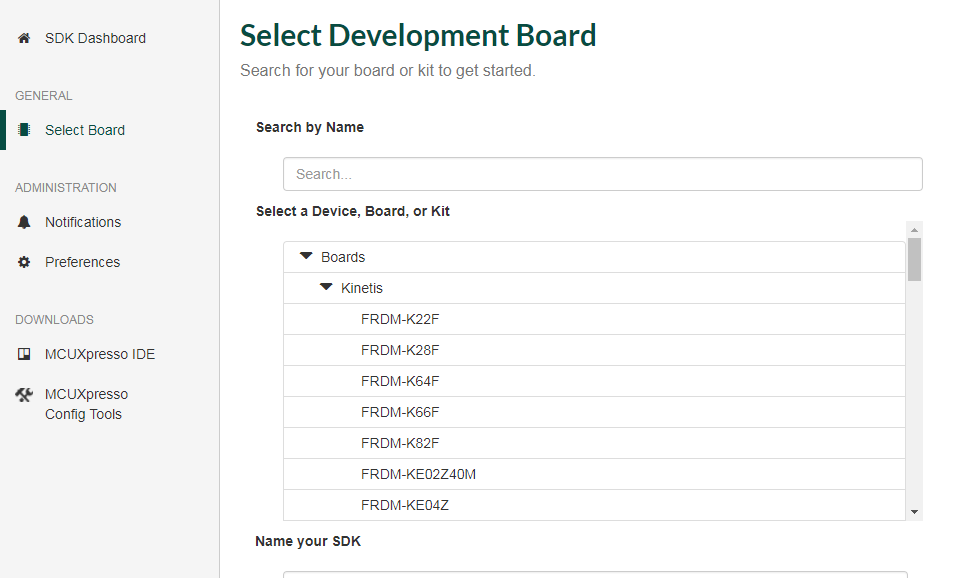 SDK Dashboard
GENERAL
Select Board
ADMINISTRATION
Notifications
Preferences
DOWNLOADS
MCUXpresso IDE
MCUXpresso
Config Tools
Select Development Board
Search for your board or kit to get started.
Search by Name
Search...
Select a Device, Board, or Kit
Boards
Kinetis
FRDM-K22F
FRDM-K28F
FRDM-K64F
FRDM-K66F
FRDM-K82F
FRDM-KE02Z40M
FRDM-KE04Z
Name your SDK